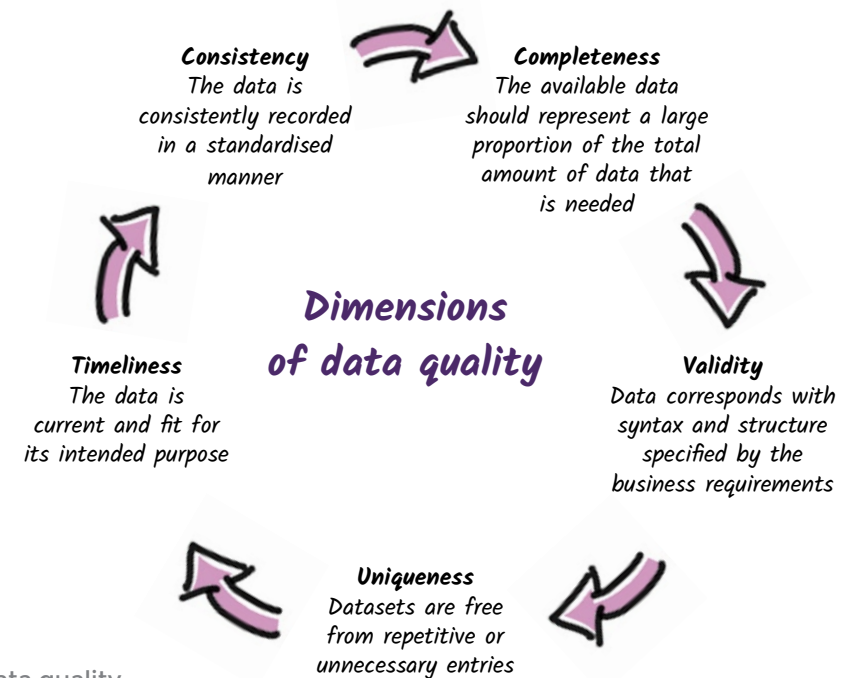 Consistency
The data is
consistently recorded
in a standardised
manner
Completeness
The available data
should represent a large
proportion of the total
amount of data that
is needed
Dimensions
of data quality
Timeliness
The data is
current and fit for
its intended purpose
Validity
Data corresponds with
syntax and structure
specified by the
business requirements
Uniqueness
Datasets are free
from repetitive or
unnecessary entries
quality